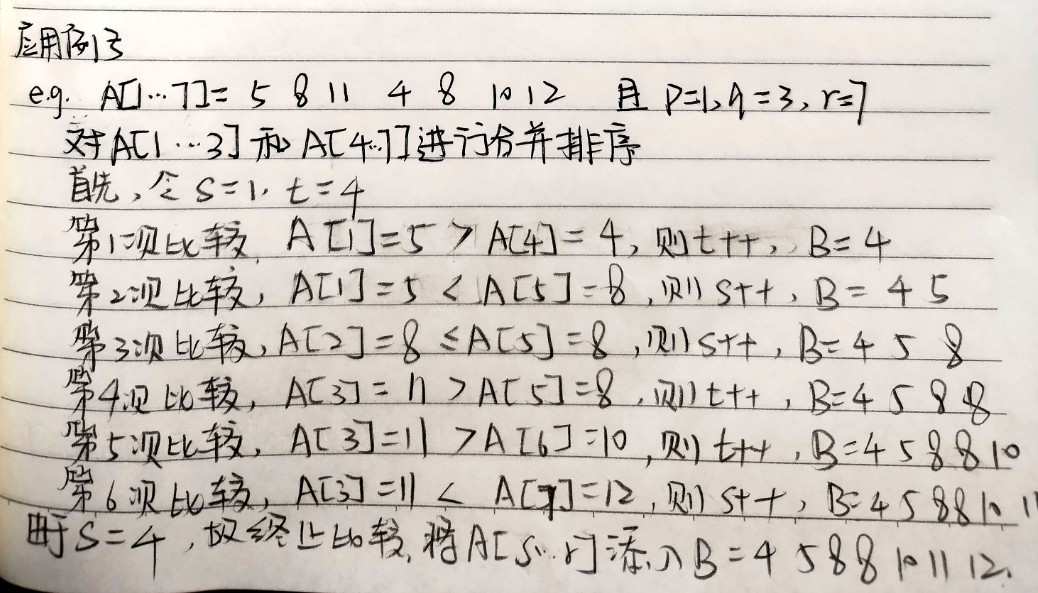 应用例子
e.g. A[1…7]= 5 8 11 4 8 10 12 且 p=1, q=3, r=7
对A[1…3]和A[4…7]进行分并排序
首先,令 s=1, t=4
第1次比较, A[1]=5 > A[4]=4, 则t++, B=4
第2次比较, A[1]=5 < A[5]=8, 则s++, B=4 5
第3次比较, A[2]=8 ≤A[5]=8, 则s++, B=4 5 8
第4次比较, A[3]=11 >A[5]=8, 则t++, B=4 5 8 8
第5次比较, A[3]=11 >A[6]=10, 则t++, B=4 5 8 8 10
第6次比较, A[3]=11 < A[7]=12, 则s++, B=4 5 8 8 10 11
由于s=4, 故终止比较, 将A[s…r]添入B=4 5 8 8 10 11 12.